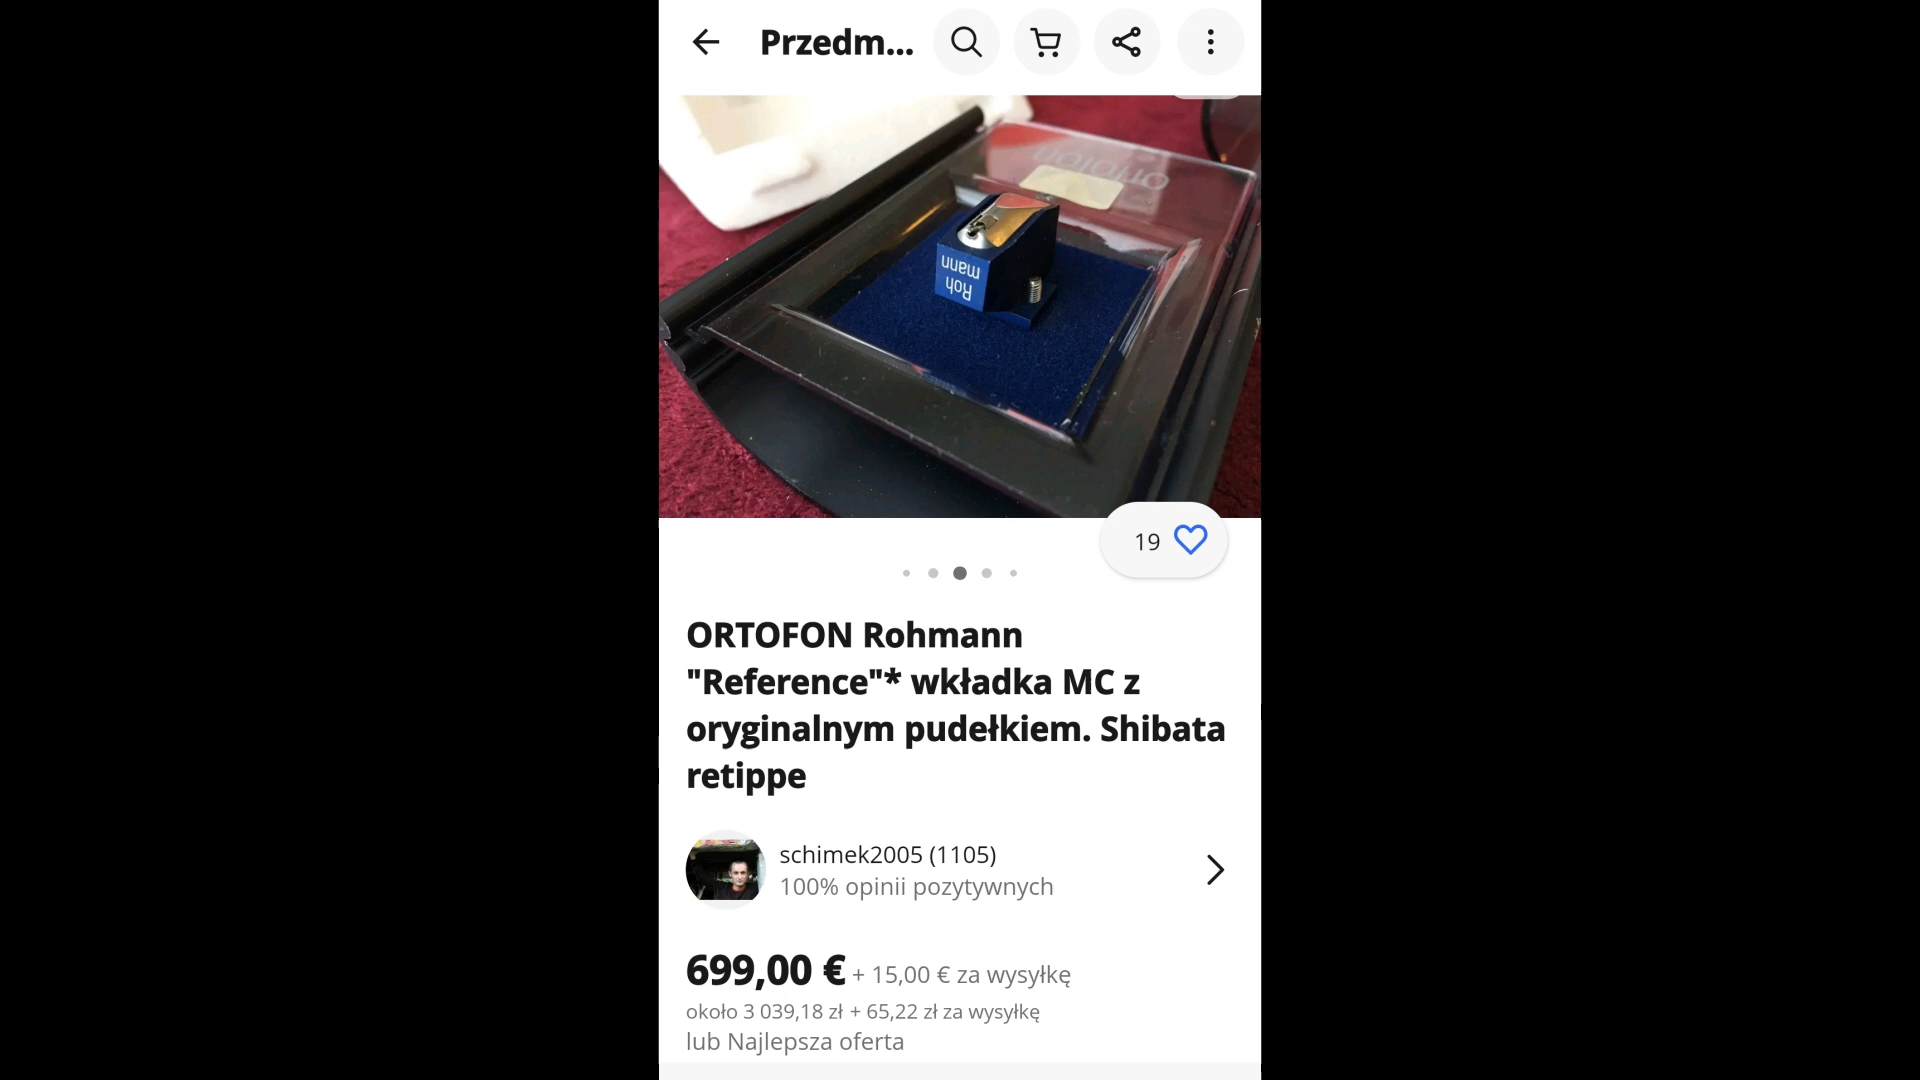 Przedm...
ortofon
Roh
mann
19
ORTOFON Rohmann
"Reference"* wkładka MC z
oryginalnym pudełkiem. Shibata
retippe
schimek2005 (1105)
100% opinii pozytywnych
699,00 € + 15,00 € za wysyłkę
około 3 039,18 zł + 65,22 zł za wysyłkę
lub Najlepsza oferta